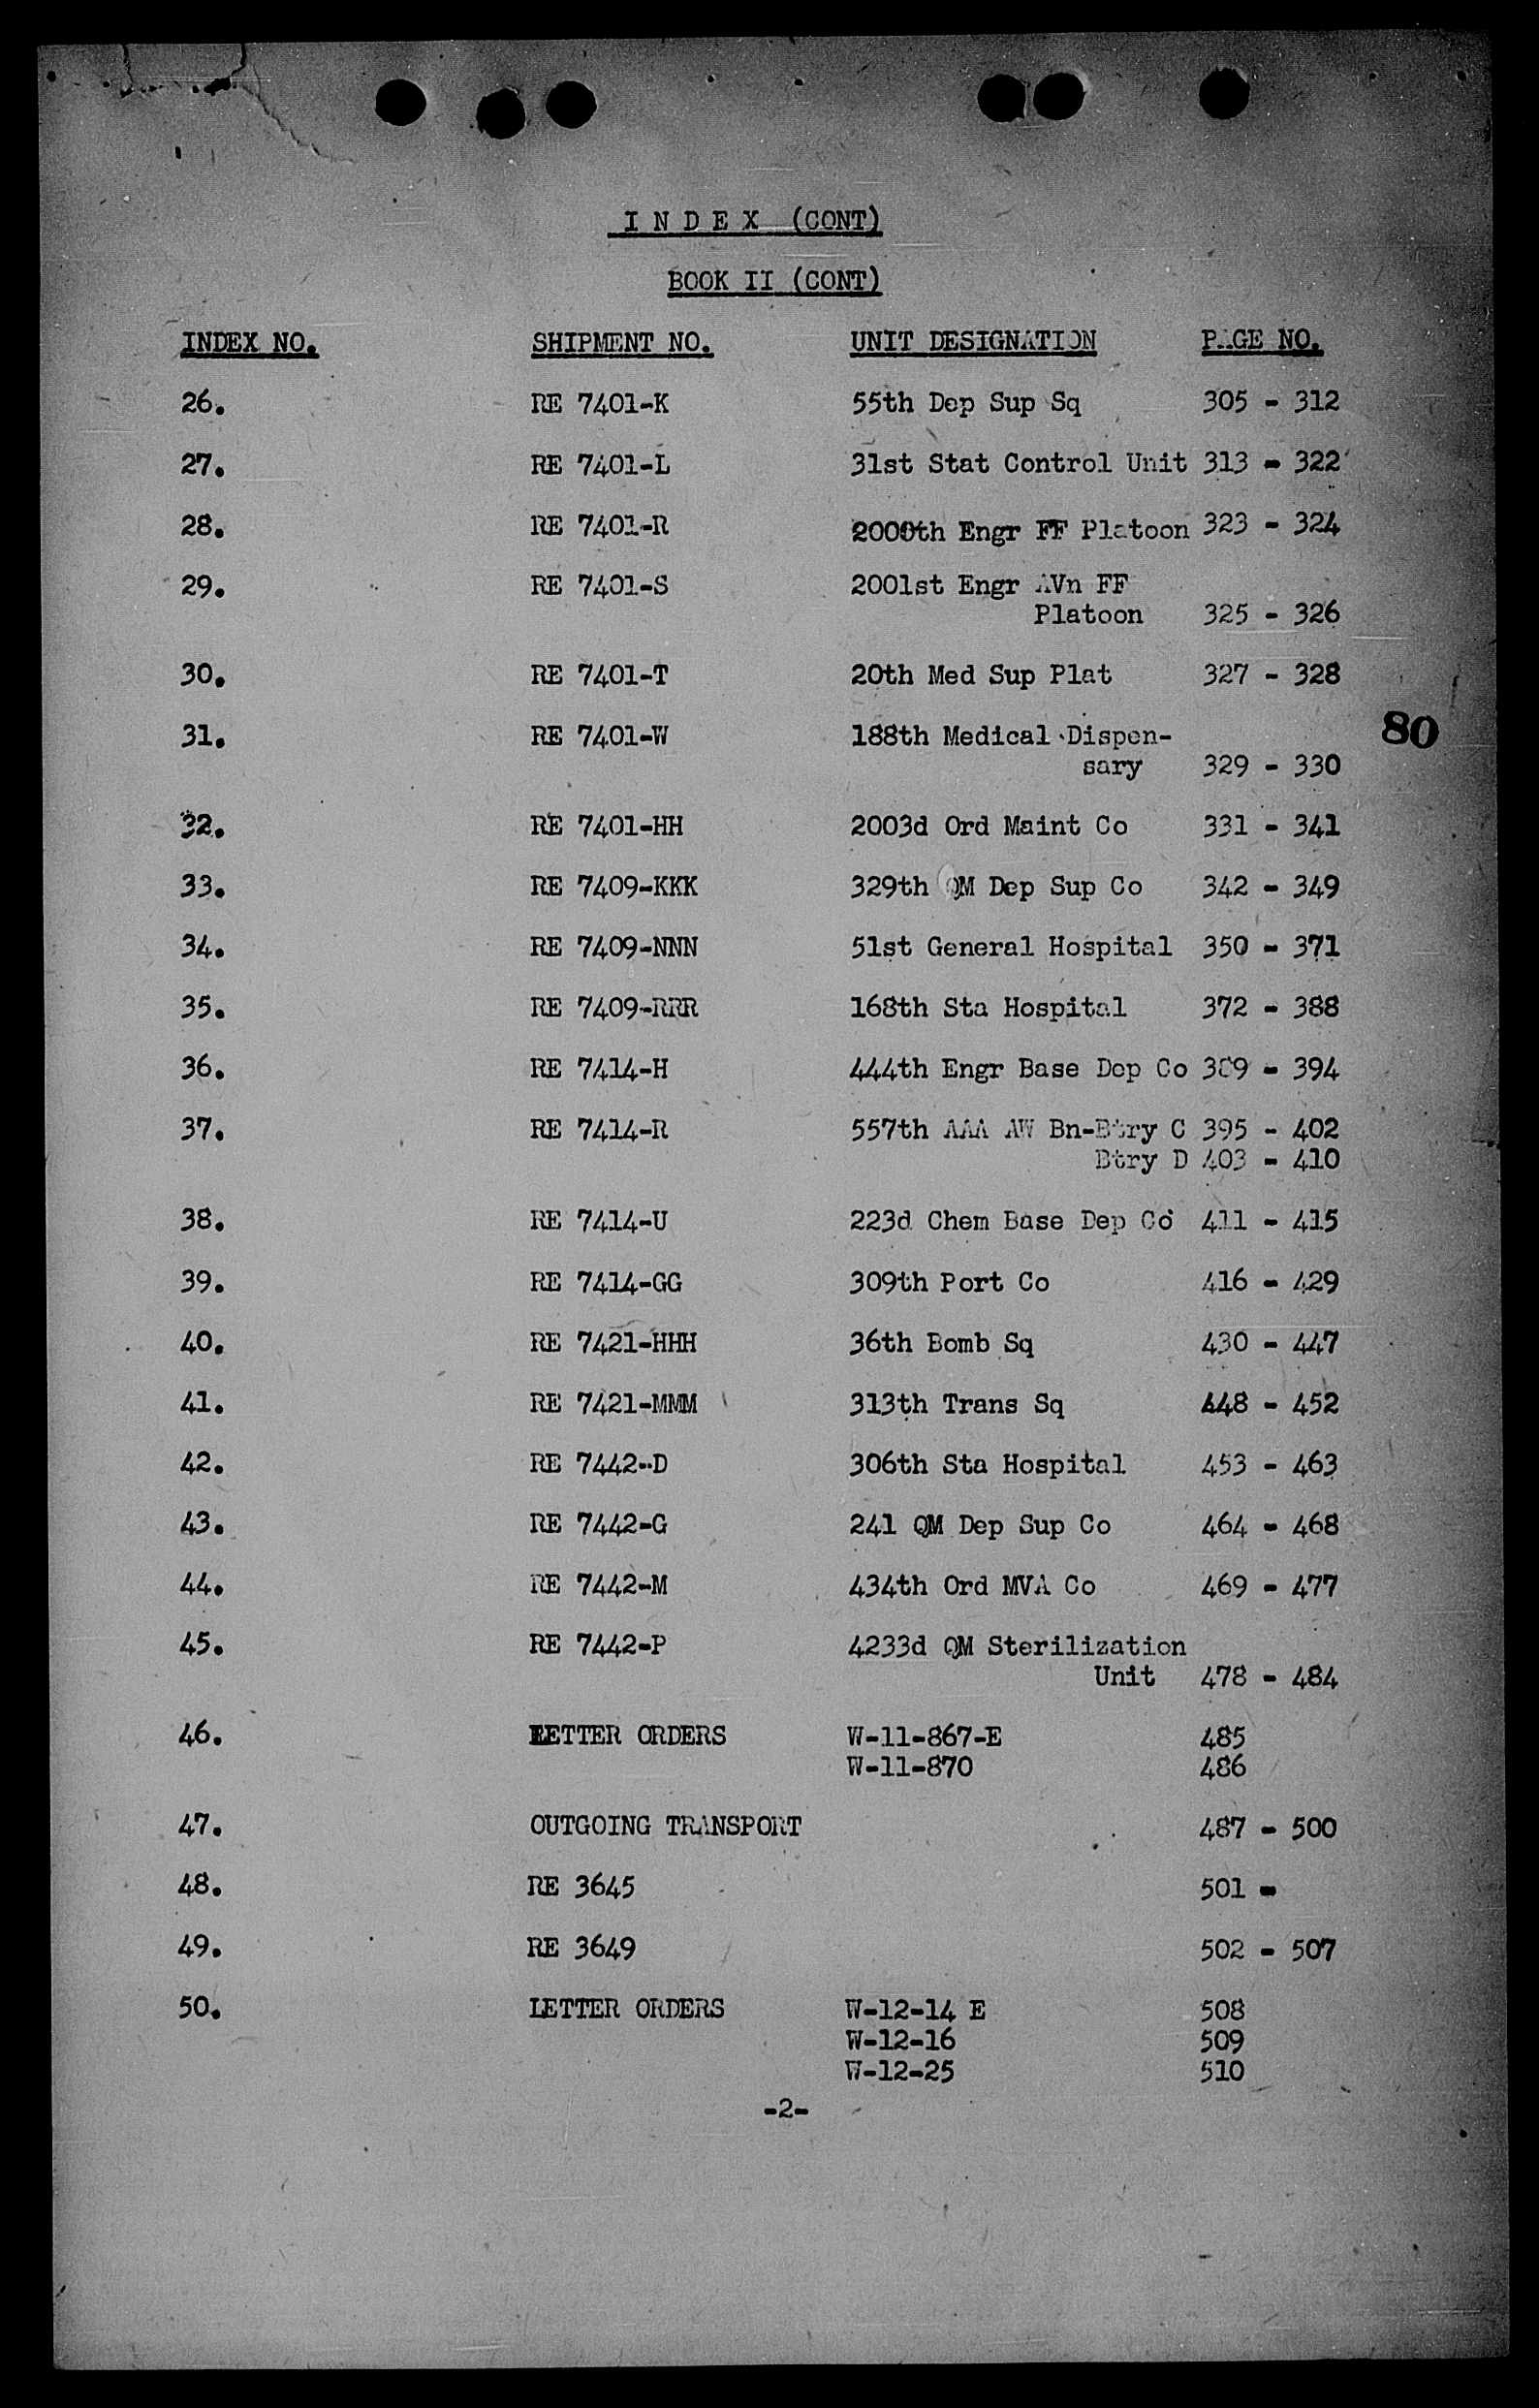 I N D E X (CONT)
BOOK II (CONT)
INDEX NO. SHIPMENT NO. UNIT DESIGNATION PAGE NO.
26. RE 7401-K 55th Dep Sup Sq 305 - 312
27. RE 7401-L 31st Stat Control Unit 313 - 322
28. RE 7401-R 2000th Engr FF Platoon 323 - 324
29. RE 7401-S 2001st Engr AVn FF
Platoon 325 - 326
30. RE 7401-T 20th Med Sup Plat 327 - 328
31. RE 7401-W 188th Medical Dispen-
80
sary 329 - 330
32. RE 7401-HH 2003d Ord Maint Co 331 - 341
33. RE 7409-KKK 329th QM Dep Sup Co 342 - 349
34. RE 7409-NNN 51st General Hospital 350 - 371
35. RE 7409-RRR 168th Sta Hospital 372 - 388
36. RE 7414-H 444th Engr Base Dep Co 389 - 394
37. RE 7414-R 557th AAA AW Bn-Btry C 395 - 402
Btry D 403 - 410
38. RE 7414-U 223d Chem Base Dep Co 411 - 415
39. RE 7414-GG 309th Port Co 416 - 429
40. RE 7421-HHH 36th Bomb Sq 430 - 447
41. RE 7421-MMM 313th Trans Sq 448 - 452
42. RE 7442-D 306th Sta Hospital 453 - 463
43. RE 7442-G 241 QM Dep Sup Co 464 - 468
44. RE 7442-M 434th Ord MVA Co 469 - 477
45. RE 7442-P 4233d QM Sterilization
Unit 478 - 484
46. LETTER ORDERS W-11-867-E 485
W-11-870 486
47. OUTGOING TRANSPORT 487 - 500
48. RE 3645 501 -
49. RE 3649 502 - 507
50. LETTER ORDERS W-12-14 E 508
W-12-16 509
W-12-25 510
-2-